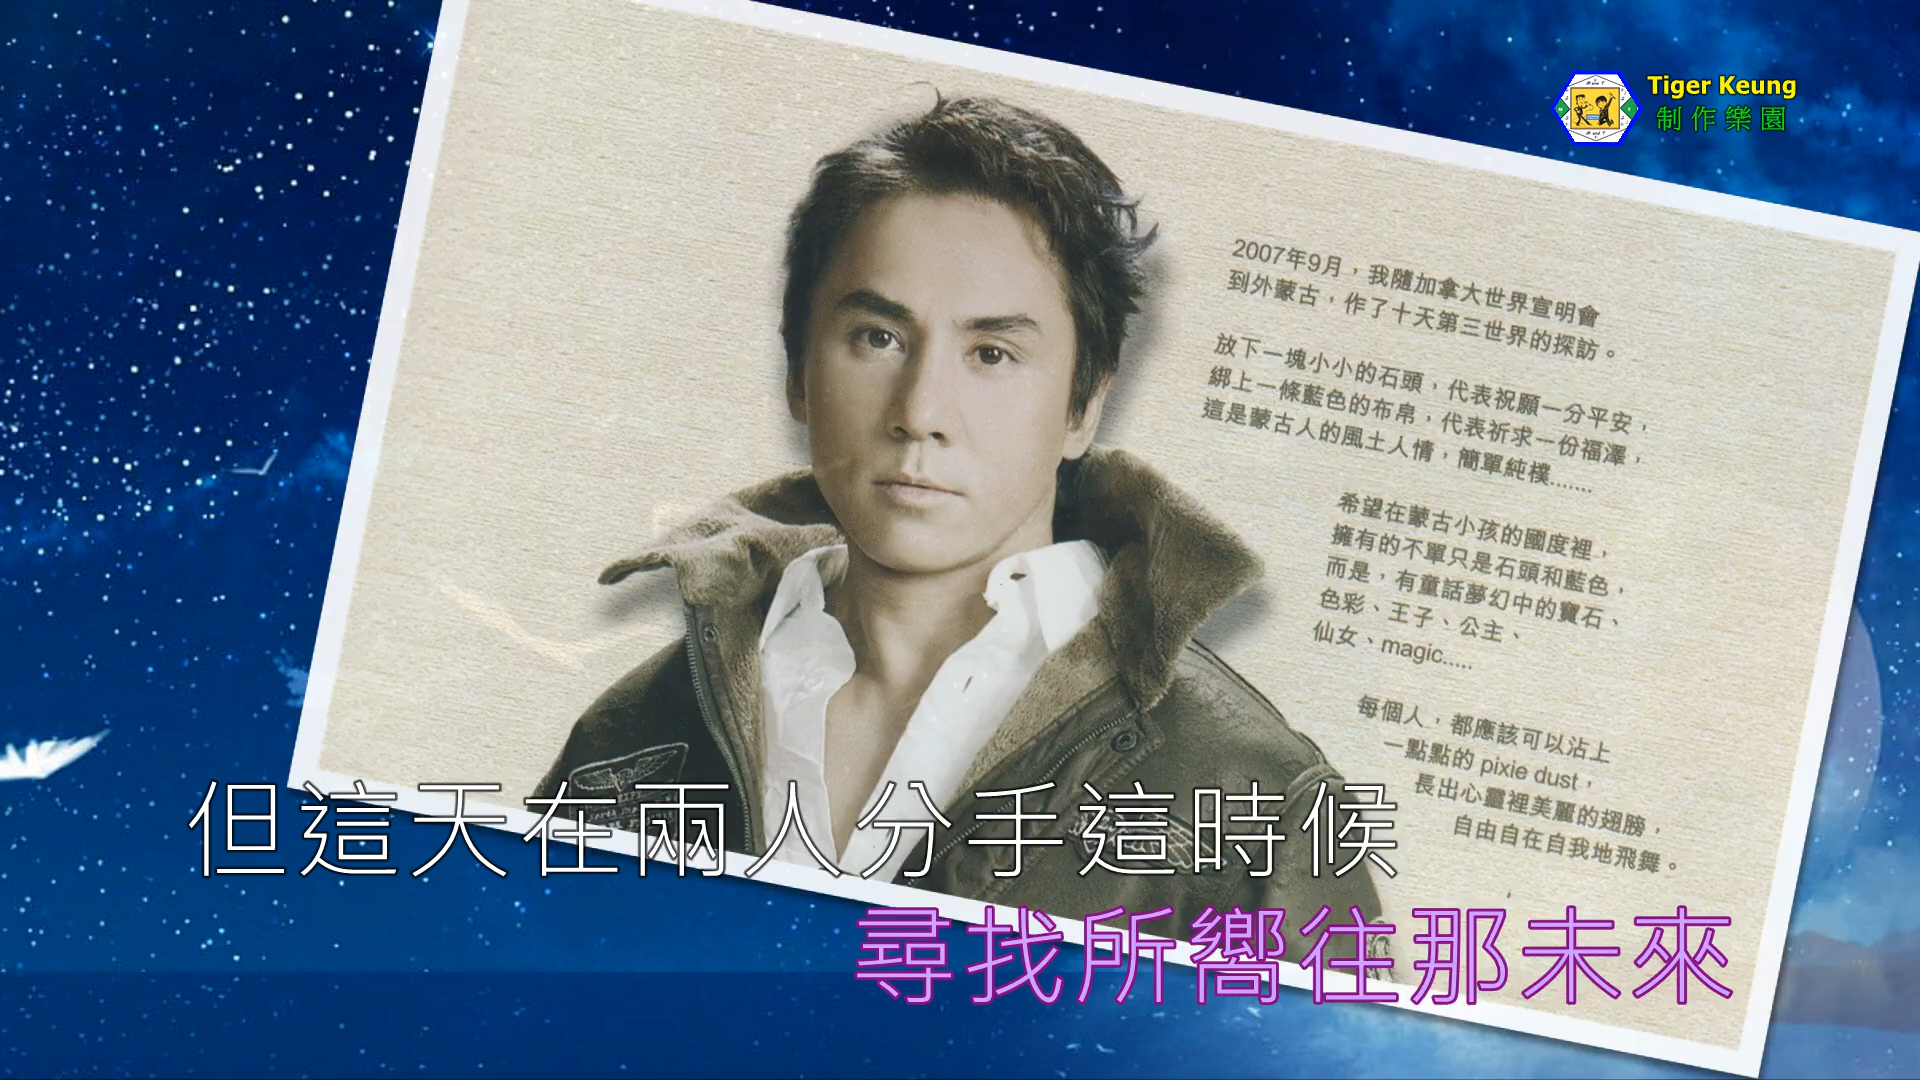 Tiger Keung
制作樂園
2007年9月，我隨加拿大世界宣明會
到外蒙古，作了十天第三世界的探訪。
放下一塊小小的石頭，代表祝願一分平安，
綁上一條藍色的布帛，代表祈求一份福澤，
這是蒙古人的風土人情，簡單純樸.......
希望在蒙古小孩的國度裡，
擁有的不單只是石頭和藍色，
而是，有童話夢幻中的寶石、
色彩、王子、公主、
仙女、magic.....
每個人，都應該可以沾上
一點點的 pixie dust，
長出心靈裡美麗的翅膀，
自由自在自我地飛舞。
但這天在兩人分手這時候
尋找所嚮往那未來